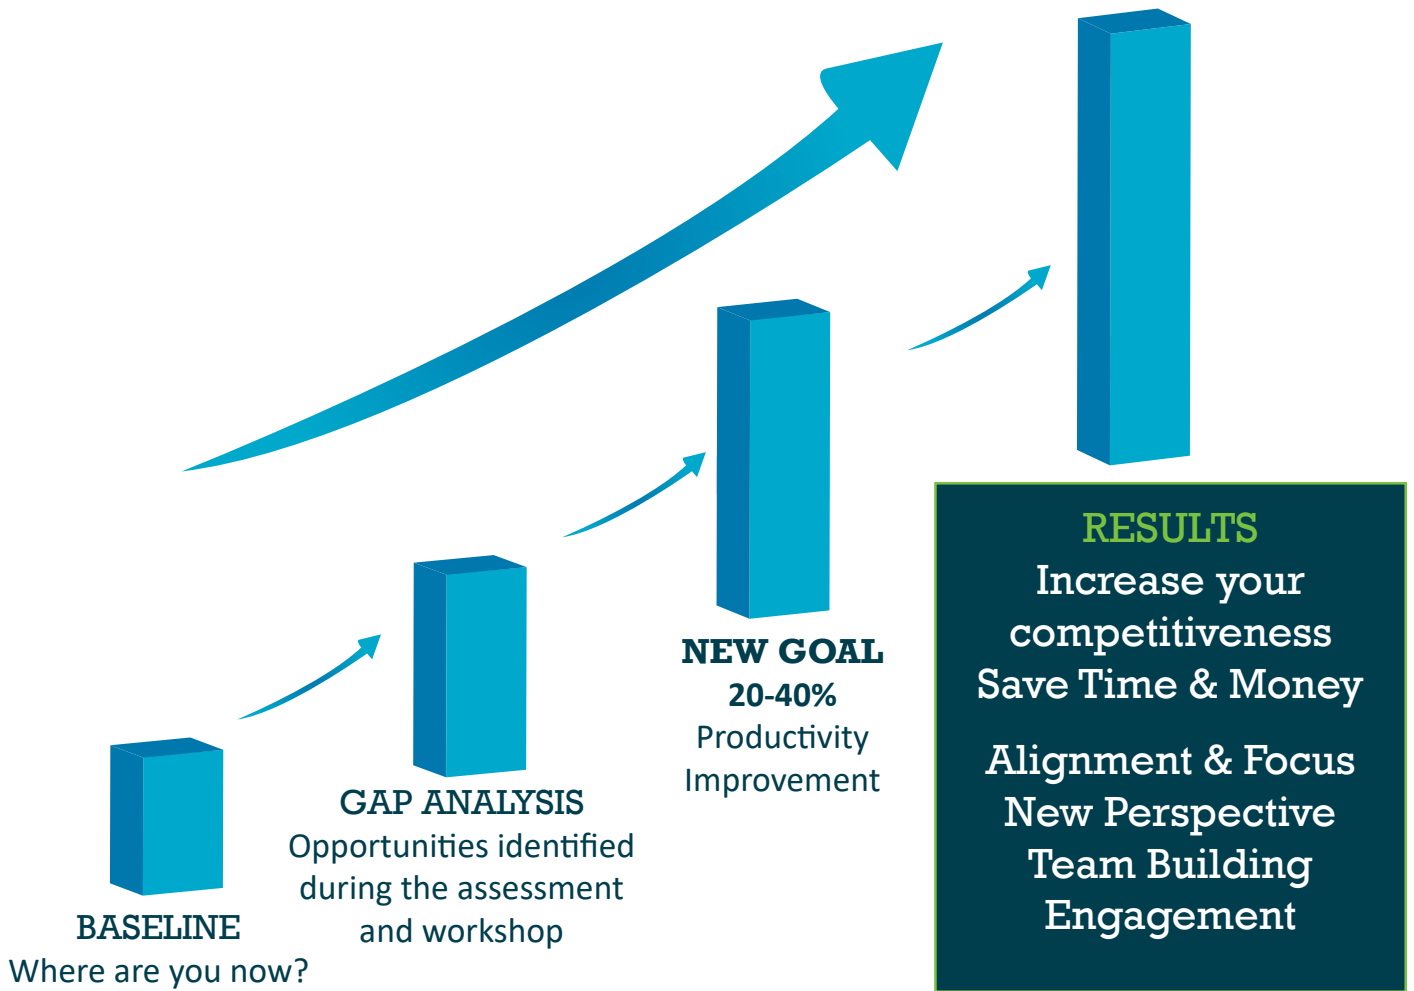 BASELINE
Where are you now?
GAP ANALYSIS
Opportunities identified
during the assessment
and workshop
NEW GOAL
20-40%
Productivity
Improvement
RESULTS
Increase your
competitiveness
Save Time & Money
Alignment & Focus
New Perspective
Team Building
Engagement